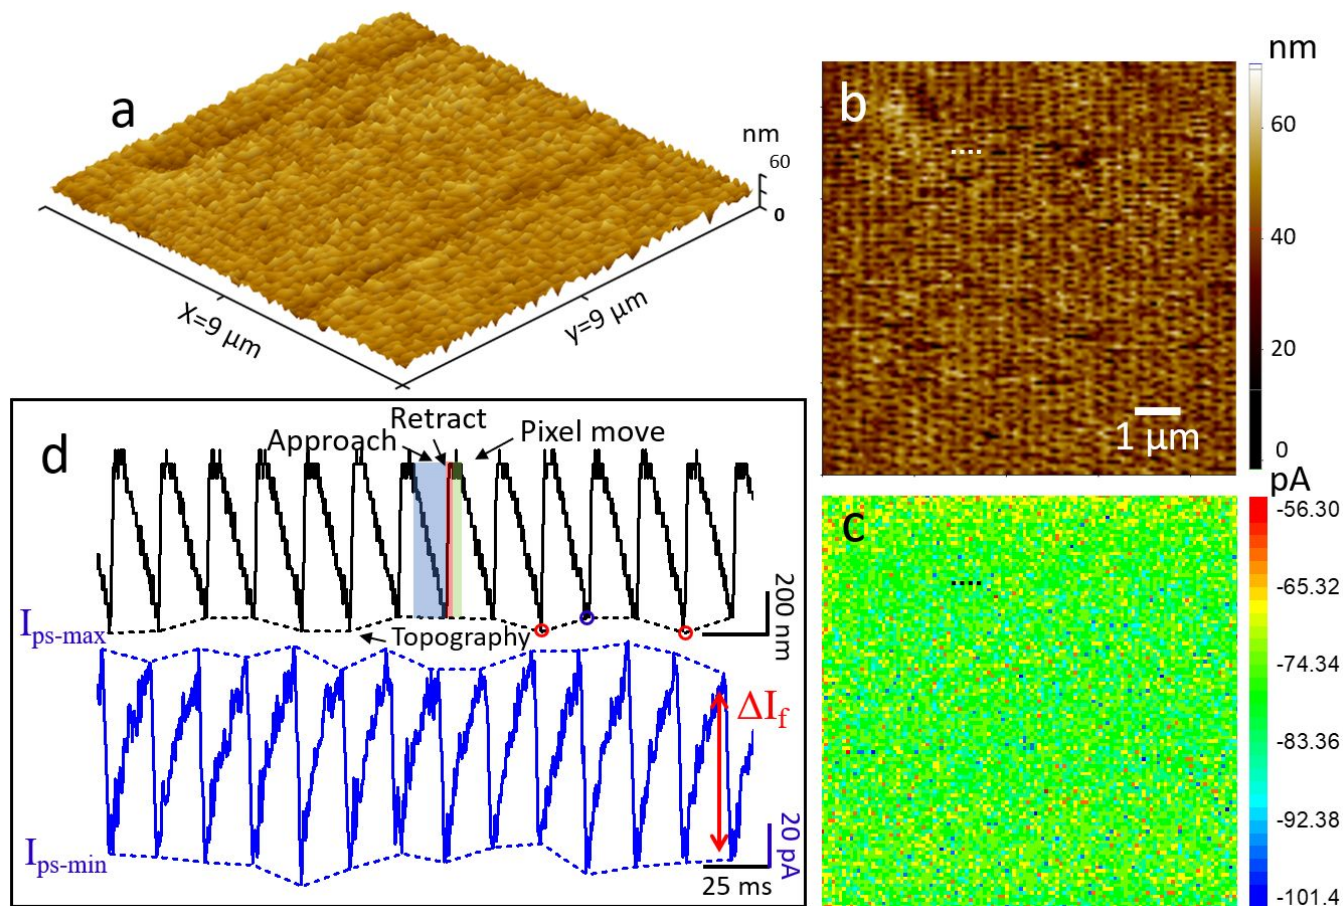 a
nm
60
0
X=9 μm
y=9 μm
b
nm
60
40
20
0
1 μm
c
pA
-56.30
-65.32
-74.34
-83.36
-92.38
-101.4
d
Retract
Approach
Pixel move
200 nm
Ips-max
Topography
ΔIf
Ips-min
20 pA
25 ms